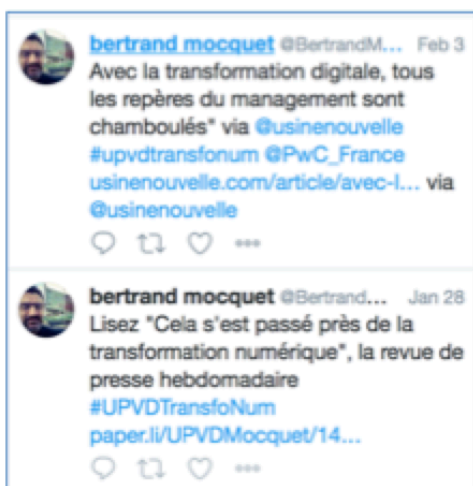 bertrand mocquet @BertrandM... Feb 3
Avec la transformation digitale, tous
les repères du management sont
chamboulés" via @usinenouvelle
#upvdtransfonum @PwC_France
usinenouvelle.com/article/avec-l... via
@usinenouvelle
bertrand mocquet @Bertrand... Jan 28
Lisez "Cela s'est passé près de la
transformation numérique", la revue de
presse hebdomadaire
#UPVDTransfoNum
paper.li/UPVDMocquet/14...